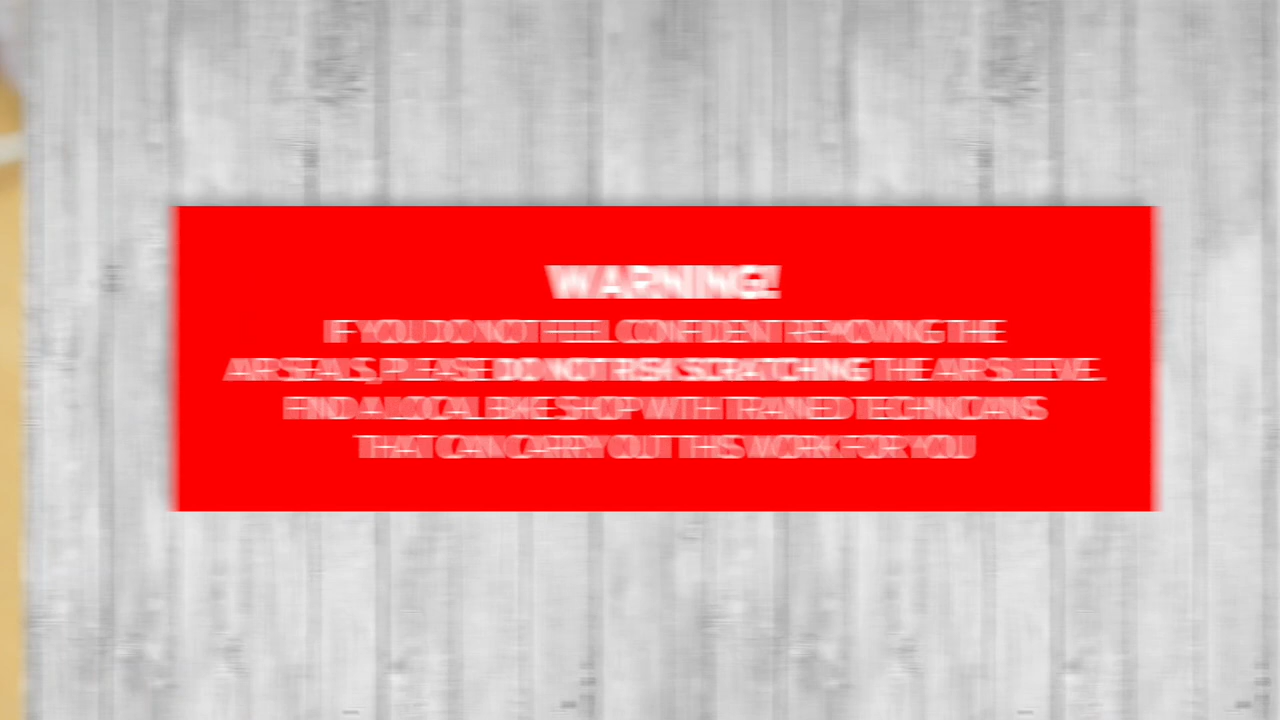 WARNING!
IF YOU DO NOT FEEL CONFIDENT REMOVING THE
AIR SEALS, PLEASE DO NOT RISK SCRATCHING THE AIR SLEEVE.
FIND A LOCAL BIKE SHOP WITH TRAINED TECHNICIANS
THAT CAN CARRY OUT THIS WORK FOR YOU